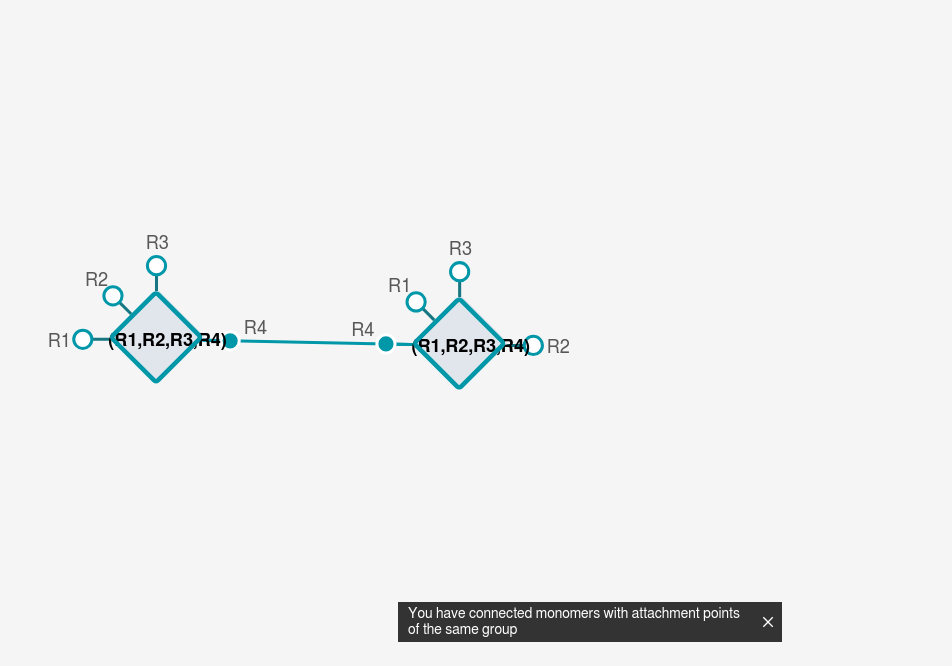 R3
R3
R2
R1
R4
R4
R1
(R1,R2,R3,R4)
(R1,R2,R3,R4)
R2
You have connected monomers with attachment points
of the same group